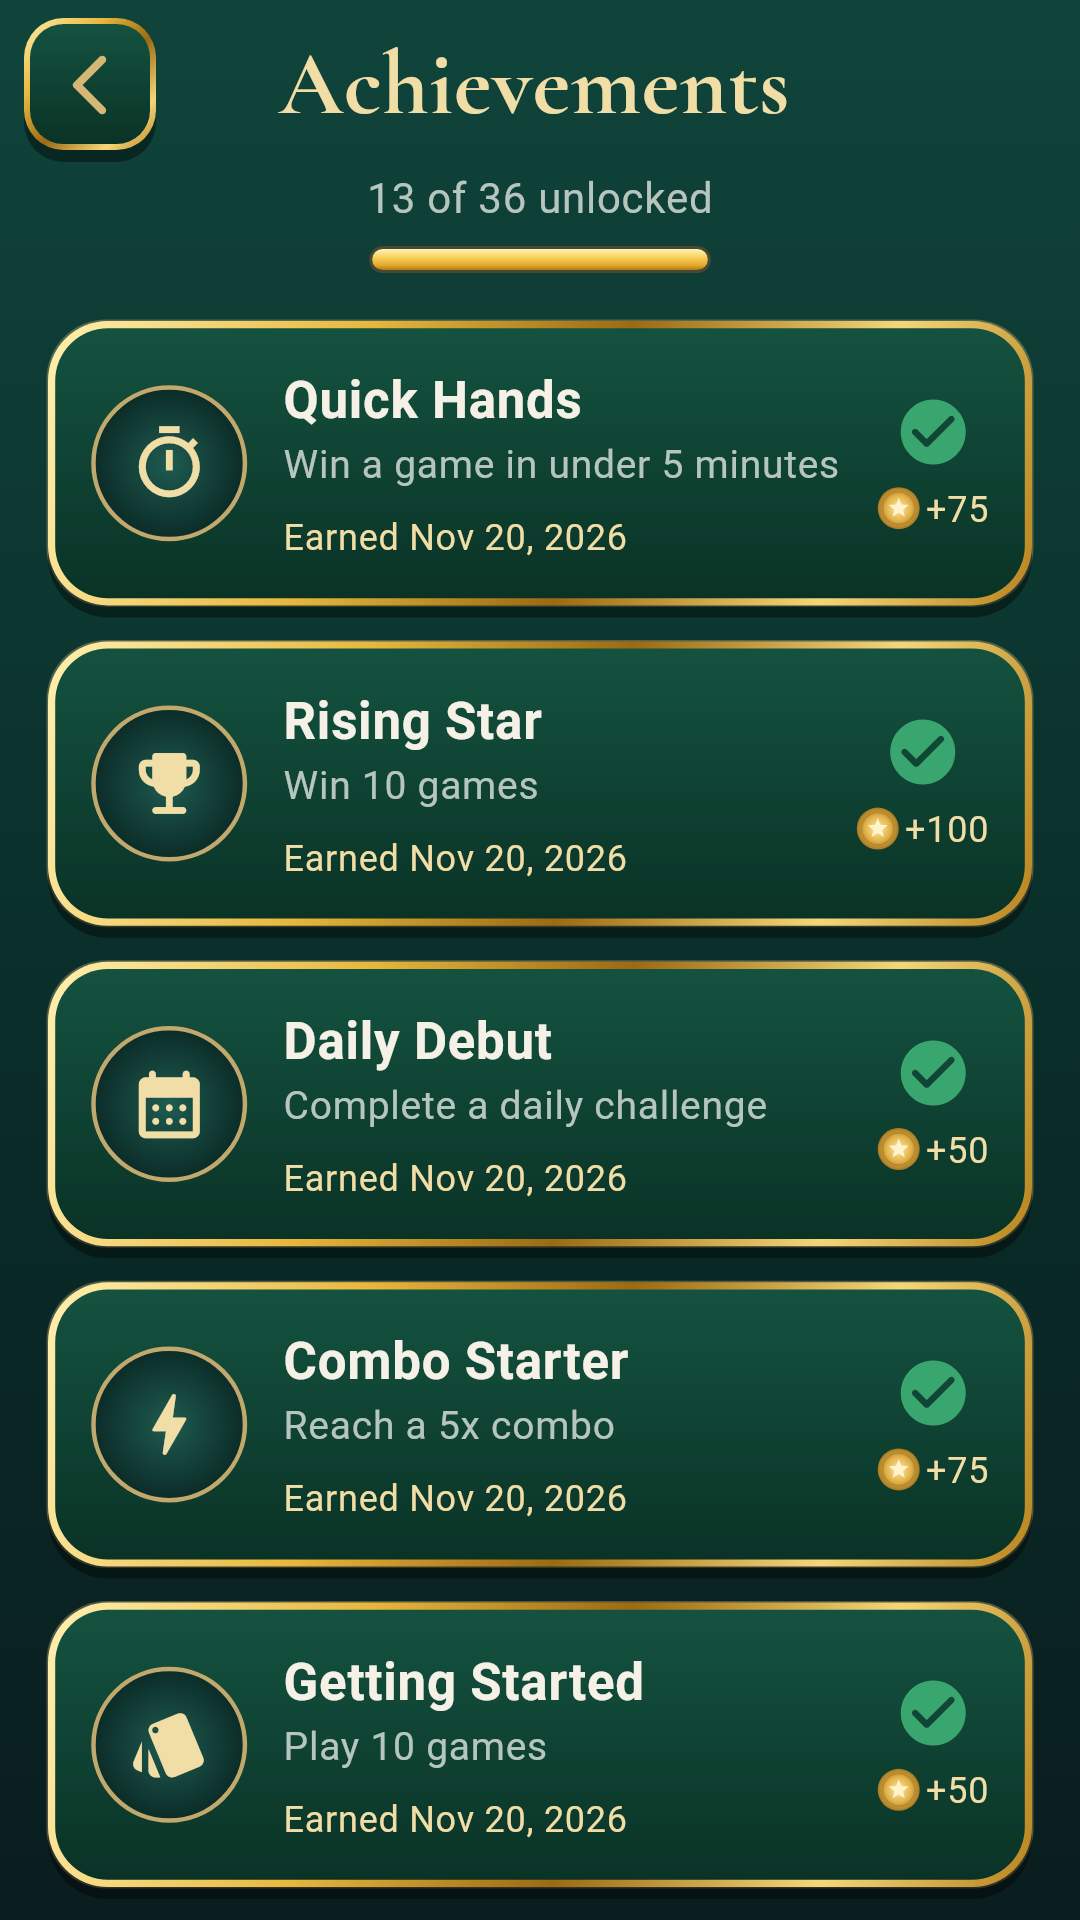 Achievements
13 of 36 unlocked
Quick Hands
Win a game in under 5 minutes
Earned Nov 20, 2026
+75
Rising Star
Win 10 games
Earned Nov 20, 2026
+100
Daily Debut
Complete a daily challenge
Earned Nov 20, 2026
+50
Combo Starter
Reach a 5x combo
Earned Nov 20, 2026
+75
Getting Started
Play 10 games
Earned Nov 20, 2026
+50